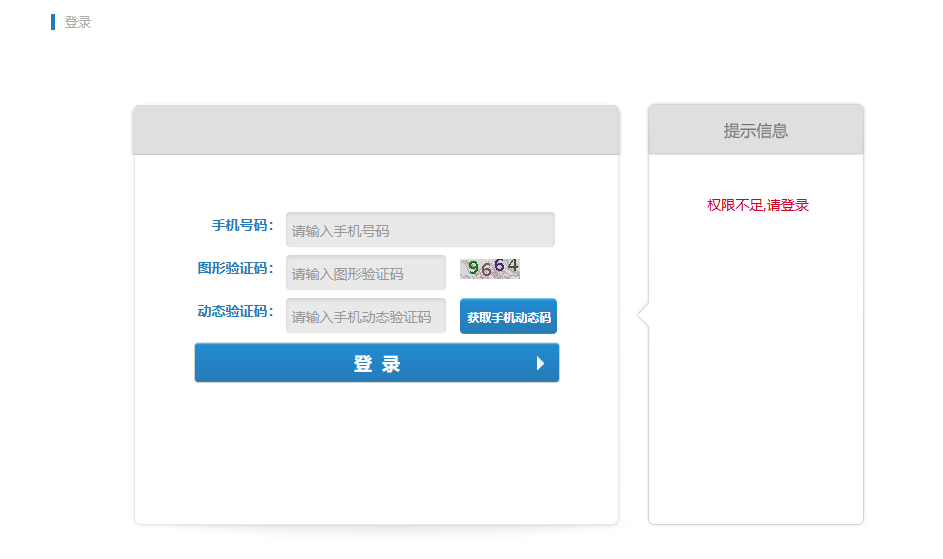 登录
提示信息
权限不足,请登录
手机号码：
请输入手机号码
图形验证码：
请输入图形验证码
9664
动态验证码：
请输入手机动态验证码
获取手机动态码
登 录